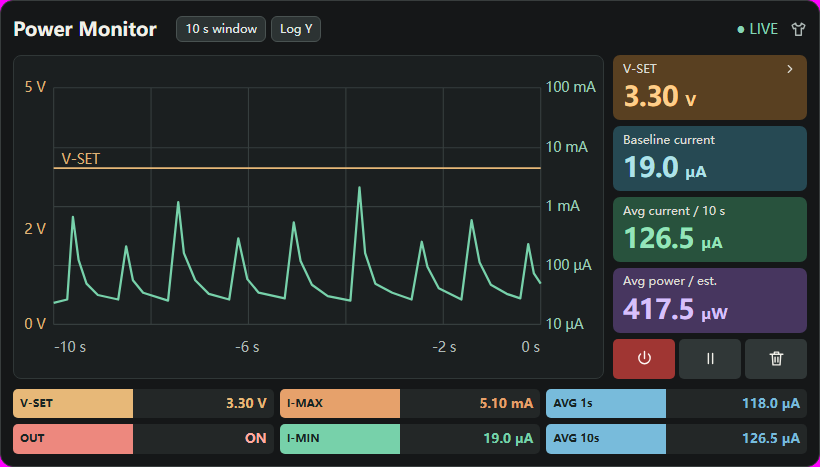 Power Monitor
10 s window
Log Y
LIVE
5 V
2 V
0 V
V-SET
100 mA
10 mA
1 mA
100 µA
10 µA
-10 s
-6 s
-2 s
0 s
V-SET
3.30 V
Baseline current
19.0 µA
Avg current / 10 s
126.5 µA
Avg power / est.
417.5 µW
V-SET 3.30 V
I-MAX 5.10 mA
AVG 1s 118.0 µA
OUT ON
I-MIN 19.0 µA
AVG 10s 126.5 µA